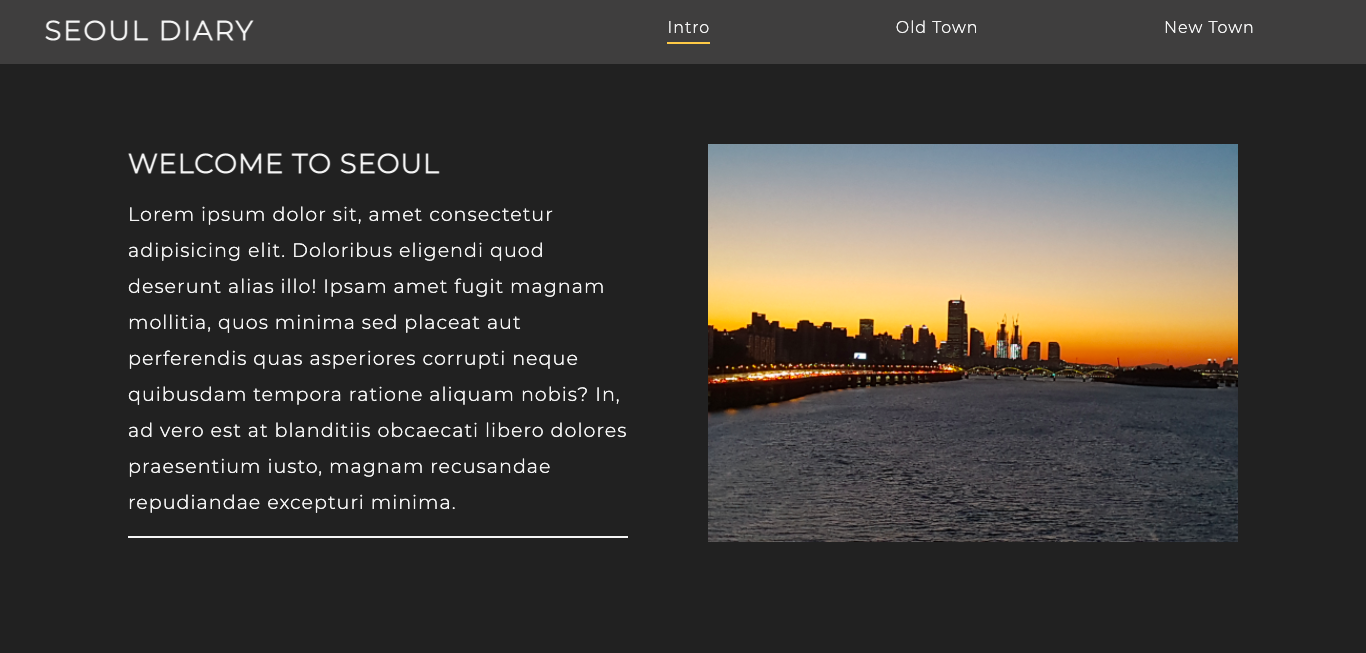 SEOUL DIARY
Intro
Old Town
New Town
WELCOME TO SEOUL
Lorem ipsum dolor sit, amet consectetur
adipisicing elit. Doloribus eligendi quod
deserunt alias illo! Ipsam amet fugit magnam
mollitia, quos minima sed placeat aut
perferendis quas asperiores corrupti neque
quibusdam tempora ratione aliquam nobis? In,
ad vero est at blanditiis obcaecati libero dolores
praesentium iusto, magnam recusandae
repudiandae excepturi minima.